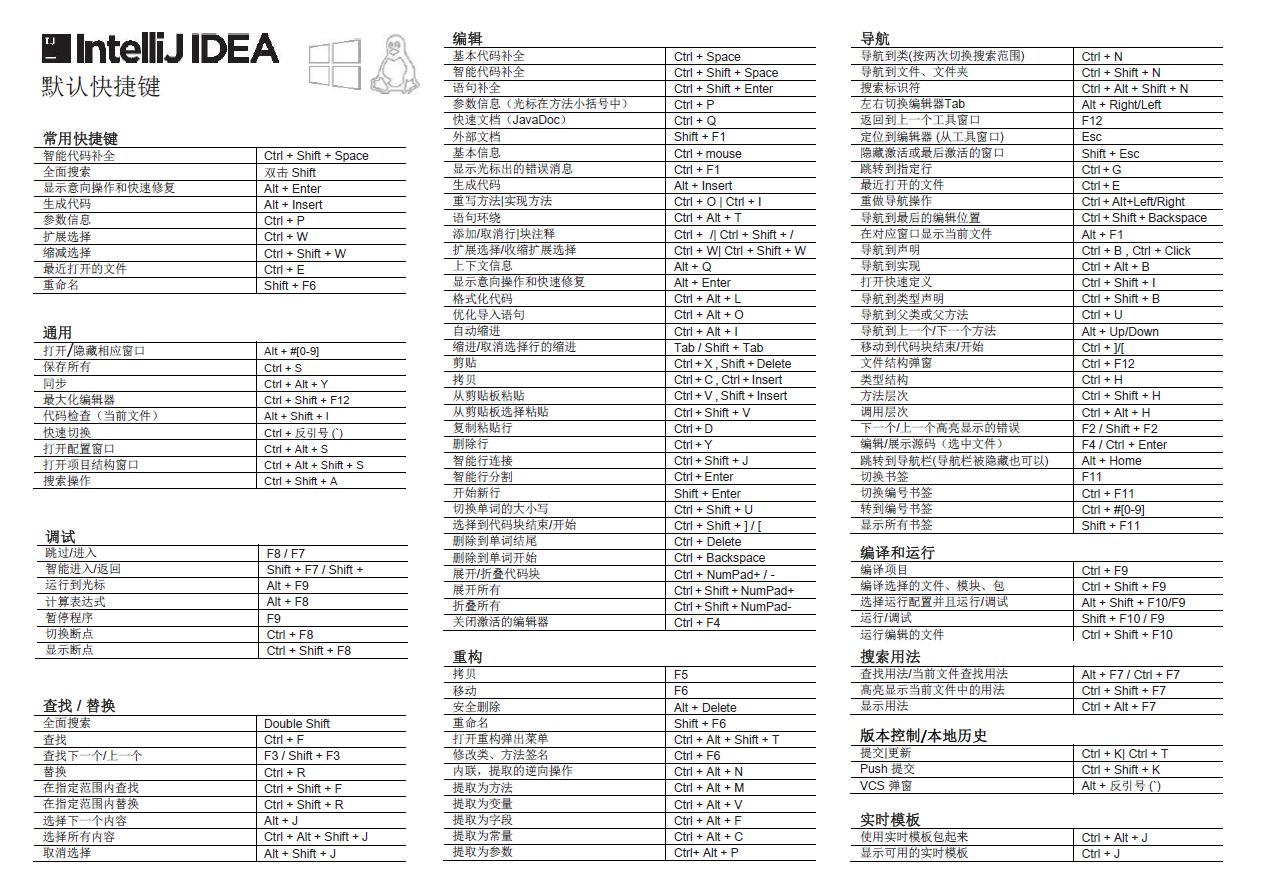 IJ IntelliJ IDEA
默认快捷键
常用快捷键
智能代码补全 Ctrl + Shift + Space
全面搜索 双击 Shift
显示意向操作和快速修复 Alt + Enter
生成代码 Alt + Insert
参数信息 Ctrl + P
扩展选择 Ctrl + W
缩减选择 Ctrl + Shift + W
最近打开的文件 Ctrl + E
重命名 Shift + F6
通用
打开/隐藏相应窗口 Alt + #[0-9]
保存所有 Ctrl + S
同步 Ctrl + Alt + Y
最大化编辑器 Ctrl + Shift + F12
代码检查（当前文件） Alt + Shift + I
快速切换 Ctrl + 反引号 (`)
打开配置窗口 Ctrl + Alt + S
打开项目结构窗口 Ctrl + Alt + Shift + S
搜索操作 Ctrl + Shift + A
调试
跳过/进入 F8 / F7
智能进入/返回 Shift + F7 / Shift +
运行到光标 Alt + F9
计算表达式 Alt + F8
暂停程序 F9
切换断点 Ctrl + F8
显示断点 Ctrl + Shift + F8
查找 / 替换
全面搜索 Double Shift
查找 Ctrl + F
查找下一个/上一个 F3 / Shift + F3
替换 Ctrl + R
在指定范围内查找 Ctrl + Shift + F
在指定范围内替换 Ctrl + Shift + R
选择下一个内容 Alt + J
选择所有内容 Ctrl + Alt + Shift + J
取消选择 Alt + Shift + J
编辑
基本代码补全 Ctrl + Space
智能代码补全 Ctrl + Shift + Space
语句补全 Ctrl + Shift + Enter
参数信息（光标在方法小括号中） Ctrl + P
快速文档（JavaDoc） Ctrl + Q
外部文档 Shift + F1
基本信息 Ctrl + mouse
显示光标出的错误消息 Ctrl + F1
生成代码 Alt + Insert
重写方法|实现方法 Ctrl + O | Ctrl + I
语句环绕 Ctrl + Alt + T
添加/取消行|块注释 Ctrl + /| Ctrl + Shift + /
扩展选择/收缩扩展选择 Ctrl + W| Ctrl + Shift + W
上下文信息 Alt + Q
显示意向操作和快速修复 Alt + Enter
格式化代码 Ctrl + Alt + L
优化导入语句 Ctrl + Alt + O
自动缩进 Ctrl + Alt + I
缩进/取消选择行的缩进 Tab / Shift + Tab
剪贴 Ctrl + X , Shift + Delete
拷贝 Ctrl + C , Ctrl + Insert
从剪贴板粘贴 Ctrl + V , Shift + Insert
从剪贴板选择粘贴 Ctrl + Shift + V
复制粘贴行 Ctrl + D
删除行 Ctrl + Y
智能行连接 Ctrl + Shift + J
智能行分割 Ctrl + Enter
开始新行 Shift + Enter
切换单词的大小写 Ctrl + Shift + U
选择到代码块结束/开始 Ctrl + Shift + ] / [
删除到单词结尾 Ctrl + Delete
删除到单词开始 Ctrl + Backspace
展开/折叠代码块 Ctrl + NumPad+ / -
展开所有 Ctrl + Shift + NumPad+
折叠所有 Ctrl + Shift + NumPad-
关闭激活的编辑器 Ctrl + F4
重构
拷贝 F5
移动 F6
安全删除 Alt + Delete
重命名 Shift + F6
打开重构弹出菜单 Ctrl + Alt + Shift + T
修改类、方法签名 Ctrl + F6
内联，提取的逆向操作 Ctrl + Alt + N
提取为方法 Ctrl + Alt + M
提取为变量 Ctrl + Alt + V
提取为字段 Ctrl + Alt + F
提取为常量 Ctrl + Alt + C
提取为参数 Ctrl+ Alt + P
导航
导航到类(按两次切换搜索范围) Ctrl + N
导航到文件、文件夹 Ctrl + Shift + N
搜索标识符 Ctrl + Alt + Shift + N
左右切换编辑器Tab Alt + Right/Left
返回到上一个工具窗口 F12
定位到编辑器 (从工具窗口) Esc
隐藏激活或最后激活的窗口 Shift + Esc
跳转到指定行 Ctrl + G
最近打开的文件 Ctrl + E
重做导航操作 Ctrl + Alt+Left/Right
导航到最后的编辑位置 Ctrl + Shift + Backspace
在对应窗口显示当前文件 Alt + F1
导航到声明 Ctrl + B , Ctrl + Click
导航到实现 Ctrl + Alt + B
打开快速定义 Ctrl + Shift + I
导航到类型声明 Ctrl + Shift + B
导航到父类或父方法 Ctrl + U
导航到上一个/下一个方法 Alt + Up/Down
移动到代码块结束/开始 Ctrl + ]/[
文件结构弹窗 Ctrl + F12
类型结构 Ctrl + H
方法层次 Ctrl + Shift + H
调用层次 Ctrl + Alt + H
下一个/上一个高亮显示的错误 F2 / Shift + F2
编辑/展示源码（选中文件） F4 / Ctrl + Enter
跳转到导航栏(导航栏被隐藏也可以) Alt + Home
切换书签 F11
切换编号书签 Ctrl + F11
转到编号书签 Ctrl + #[0-9]
显示所有书签 Shift + F11
编译和运行
编译项目 Ctrl + F9
编译选择的文件、模块、包 Ctrl + Shift + F9
选择运行配置并且运行/调试 Alt + Shift + F10/F9
运行/调试 Shift + F10 / F9
运行编辑的文件 Ctrl + Shift + F10
搜索用法
查找用法/当前文件查找用法 Alt + F7 / Ctrl + F7
高亮显示当前文件中的用法 Ctrl + Shift + F7
显示用法 Ctrl + Alt + F7
版本控制/本地历史
提交|更新 Ctrl + K| Ctrl + T
Push 提交 Ctrl + Shift + K
VCS 弹窗 Alt + 反引号 (`)
实时模板
使用实时模板包起来 Ctrl + Alt + J
显示可用的实时模板 Ctrl + J